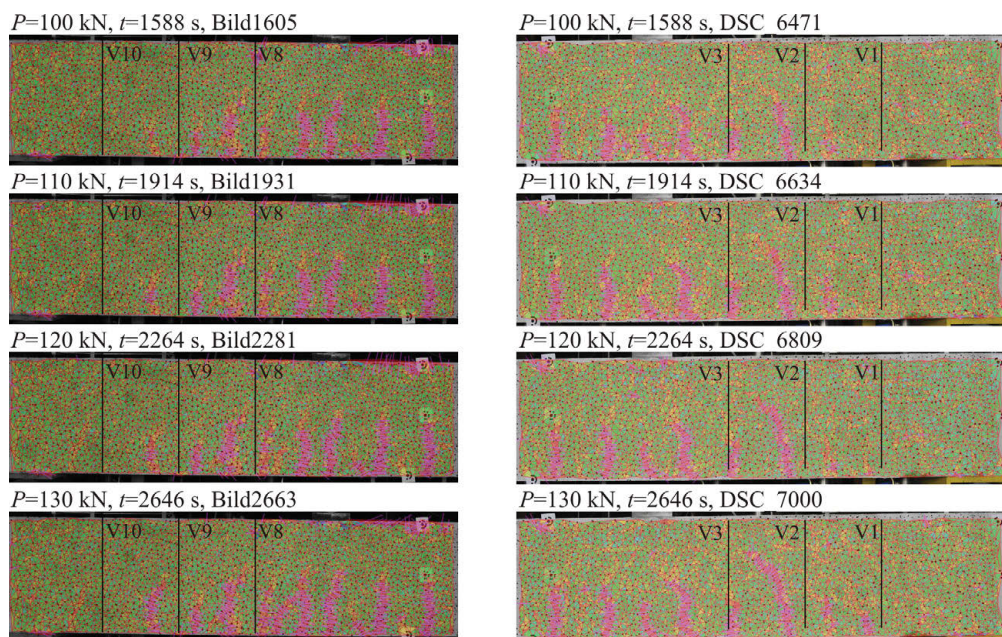 P=100 kN, t=1588 s, Bild1605
P=100 kN, t=1588 s, DSC 6471
V10 V9 V8
V3 V2 V1
P=110 kN, t=1914 s, Bild1931
P=110 kN, t=1914 s, DSC 6634
V10 V9 V8
V3 V2 V1
P=120 kN, t=2264 s, Bild2281
P=120 kN, t=2264 s, DSC 6809
V10 V9 V8
V3 V2 V1
P=130 kN, t=2646 s, Bild2663
P=130 kN, t=2646 s, DSC 7000
V10 V9 V8
V3 V2 V1